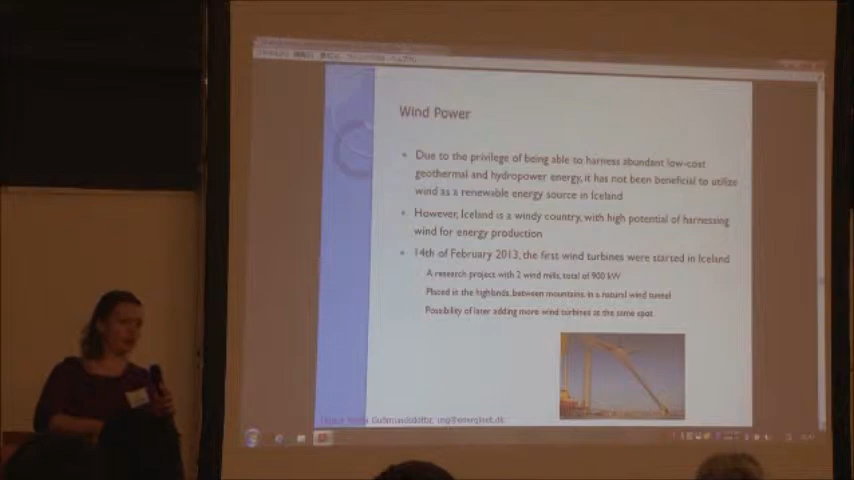 Wind Power
• Due to the privilege of being able to harness abundant low-cost
geothermal and hydropower energy, it has not been beneficial to utilize
wind as a renewable energy source in Iceland
• However, Iceland is a windy country, with high potential of harnessing
wind for energy production
• 14th of February 2013, the first wind turbines were started in Iceland
A research project with 2 wind mills, total of 900 kW
Placed in the highlands, between mountains, in a natural wind tunnel
Possibility of later adding more wind turbines at the same spot